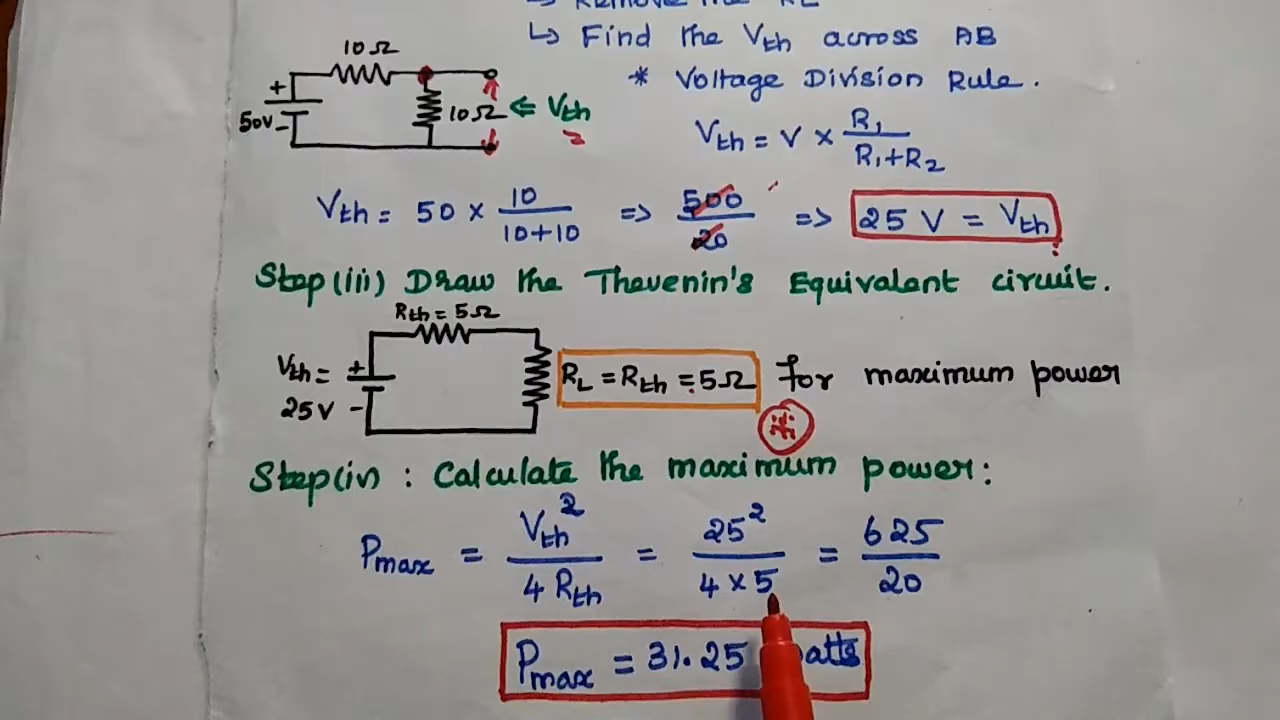 ↳ Remove the RL
↳ Find the Vth across AB
* Voltage Division Rule.
10Ω
+
50V
-
10Ω ⇐ Vth
Vth = V × R1 / R1+R2
Vth = 50 × 10 / 10+10 => 500 / 20 => 25 V = Vth
Step(iii) Draw the Thevenin's Equivalent circuit.
Rth = 5Ω
Vth = +
25V -
RL = Rth = 5Ω for maximum power
Step(iv) : Calculate the maximum power:
Pmax = Vth² / 4 Rth = 25² / 4 × 5 = 625 / 20
Pmax = 31.25